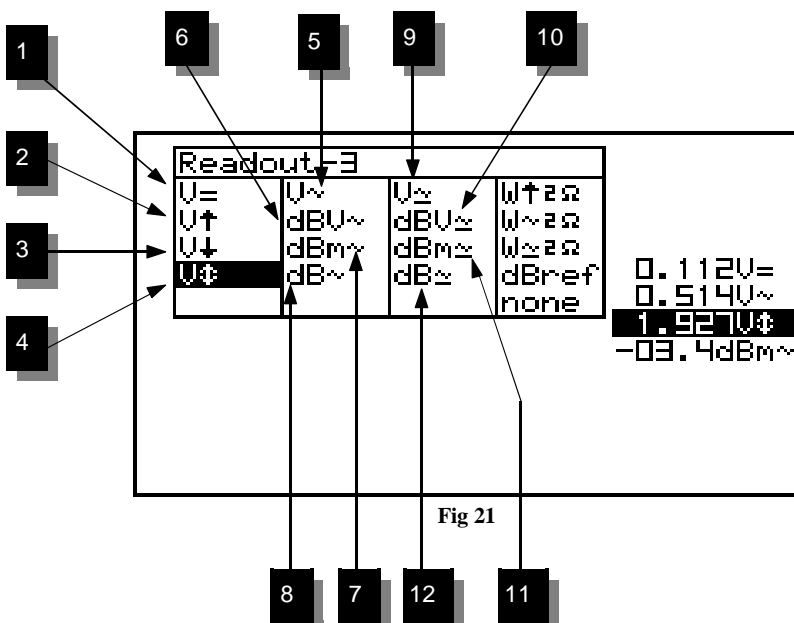 6 5 9 10
1
2
3
4
Readout-3
V= V~ V≃ W↑2Ω
V↑ dBV~ dBV≃ W~2Ω
V↓ dBm~ dBm≃ W≃2Ω
V↕ dB~ dB≃ dBref
none
0.112V=
0.514V~
1.927V↕
-03.4dBm~
Fig 21
8 7 12 11